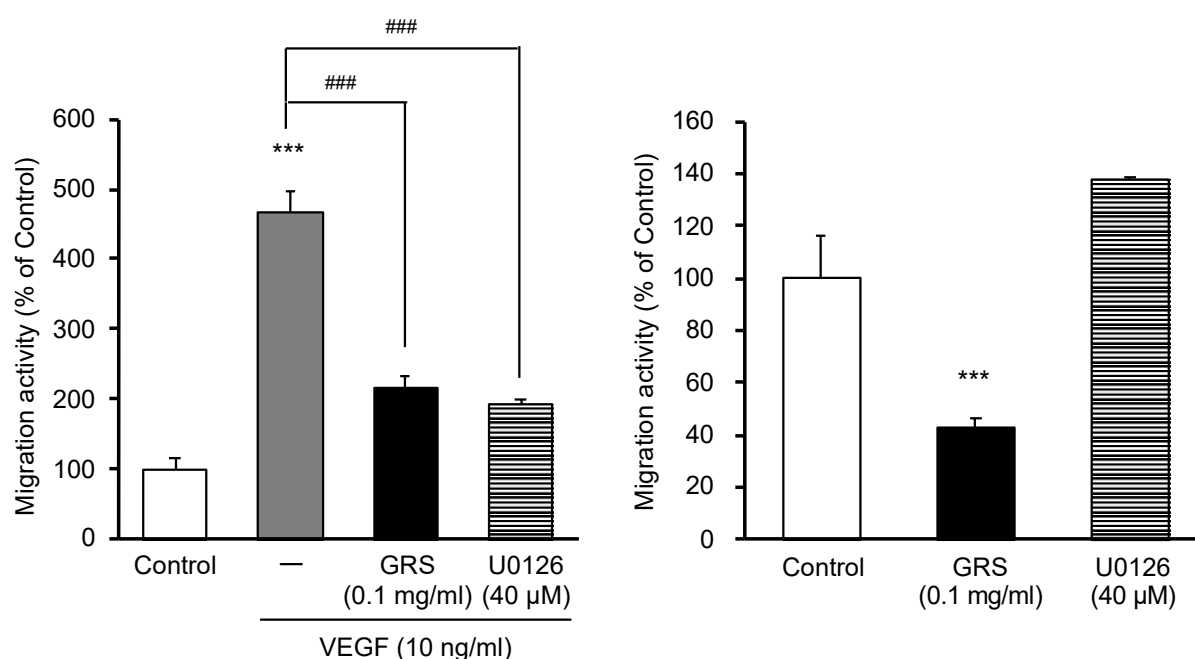 ###
###
Migration activity (% of Control)
600
500
400
300
200
100
0
***
Control
—
GRS
(0.1 mg/ml)
U0126
(40 µM)
VEGF (10 ng/ml)
Migration activity (% of Control)
160
140
120
100
80
60
40
20
0
***
Control
GRS
(0.1 mg/ml)
U0126
(40 µM)